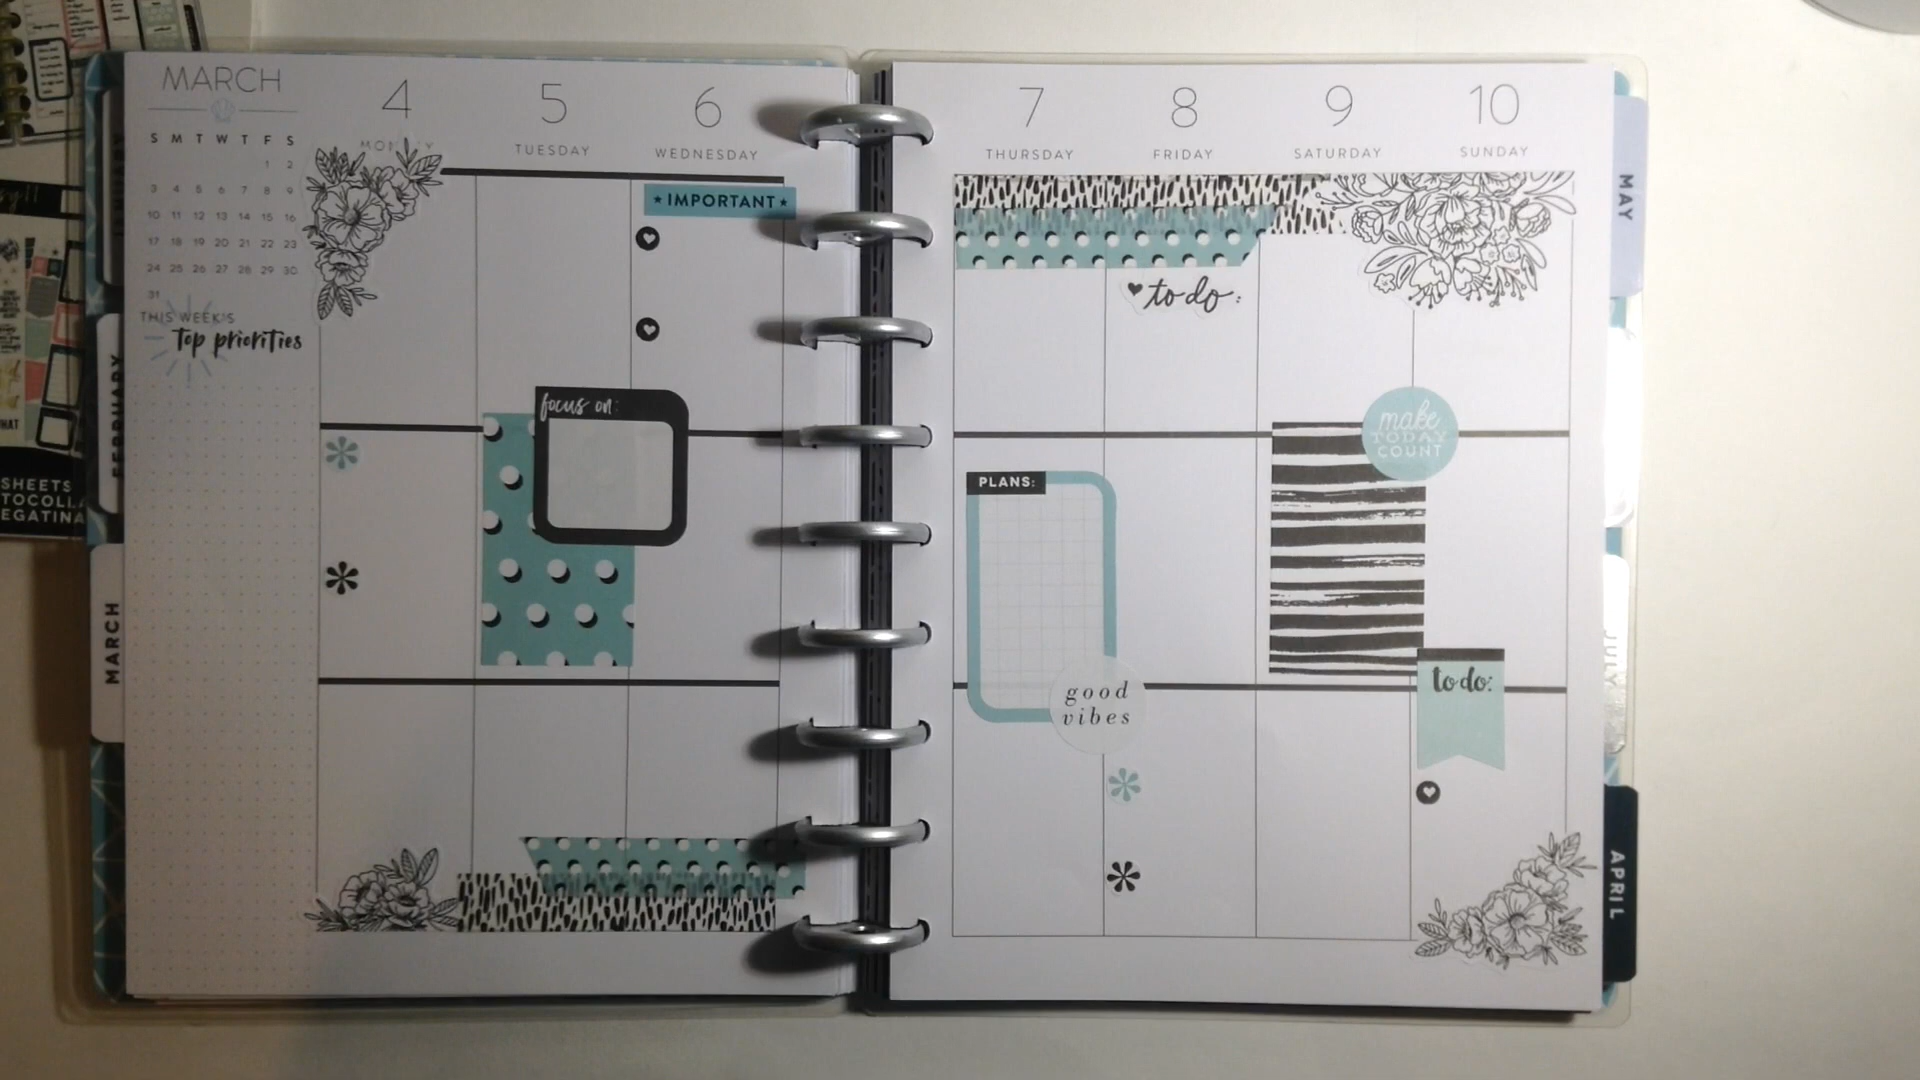 MARCH
S M T W T F S
1 2
3 4 5 6 7 8 9
10 11 12 13 14 15 16
17 18 19 20 21 22 23
24 25 26 27 28 29 30
31
THIS WEEK'S
top priorities
4
MONDAY
5
TUESDAY
6
WEDNESDAY
IMPORTANT
focus on:
7
THURSDAY
8
FRIDAY
9
SATURDAY
10
SUNDAY
to do:
PLANS:
good
vibes
make
TODAY
COUNT
to do:
FEBRUARY
MARCH
MAY
APRIL
SHEETS